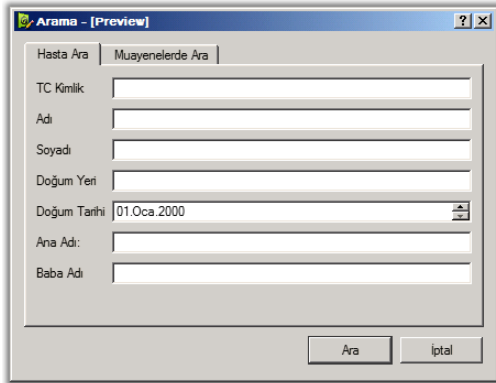 Arama - [Preview]
Hasta Ara Muayenelerde Ara
TC Kimlik
Adı
Soyadı
Doğum Yeri
Doğum Tarihi 01.Oca.2000
Ana Adı:
Baba Adı
Ara İptal